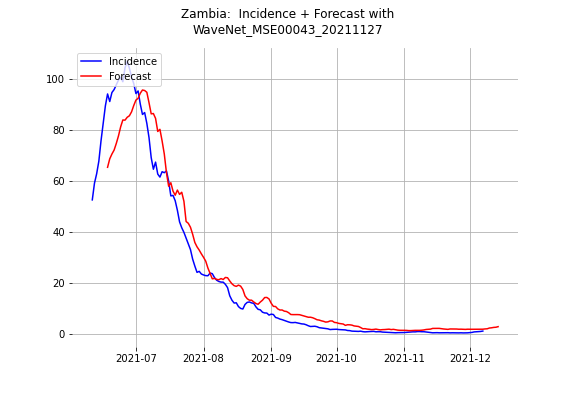 Zambia:  Incidence + Forecast with
WaveNet_MSE00043_20211127
Incidence
Forecast
100
80
60
40
20
0
2021-07 2021-08 2021-09 2021-10 2021-11 2021-12